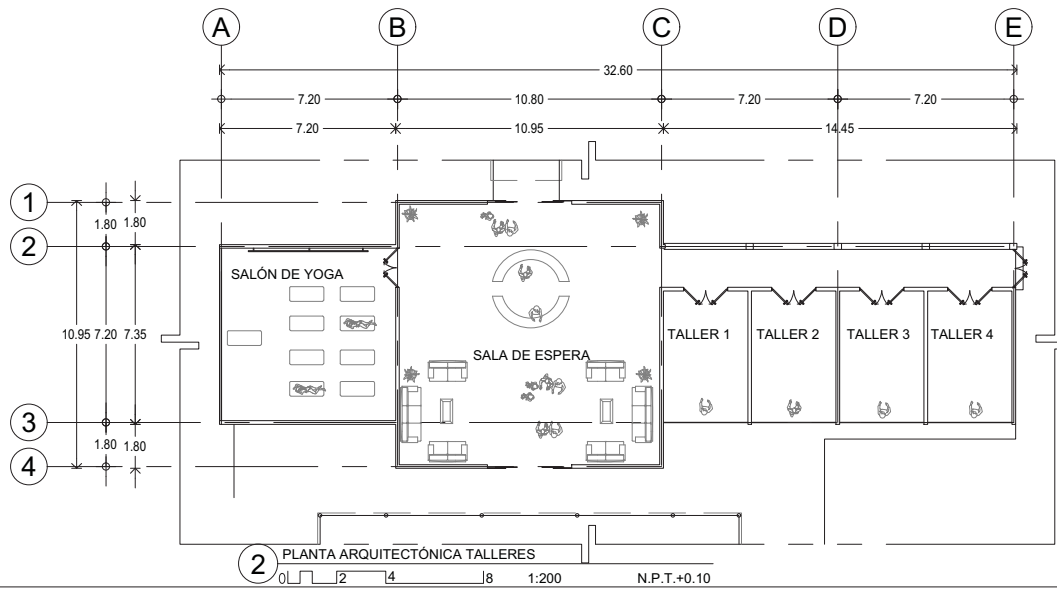 A B C D E
32.60
7.20 10.80 7.20 7.20
7.20 10.95 14.45
1
1.80 1.80
2
SALÓN DE YOGA
10.95 7.20 7.35
TALLER 1 TALLER 2 TALLER 3 TALLER 4
SALA DE ESPERA
3
1.80 1.80
4
2 PLANTA ARQUITECTÓNICA TALLERES
0 2 4 8 1:200 N.P.T.+0.10